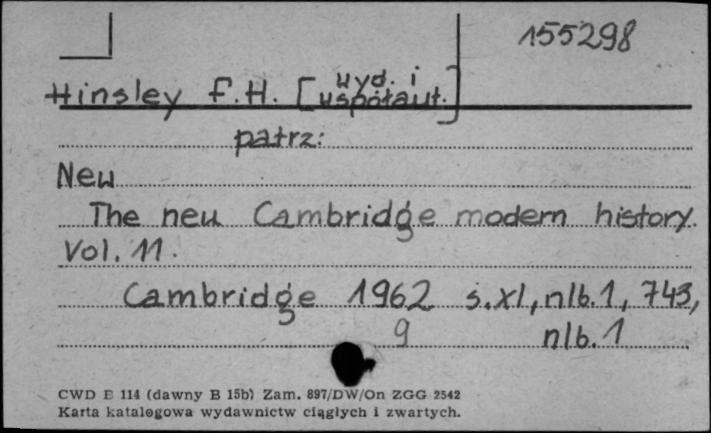 155298
Hinsley F.H. [wyd. i
współaut.]
patrz:
New
The new Cambridge modern history.
Vol. 11.
Cambridge 1962 s.XI, nlb.1, 743,
9 nlb.1
CWD E 114 (dawny B 15b) Zam. 897/DW/On ZGG 2542
Karta katalogowa wydawnictw ciągłych i zwartych.